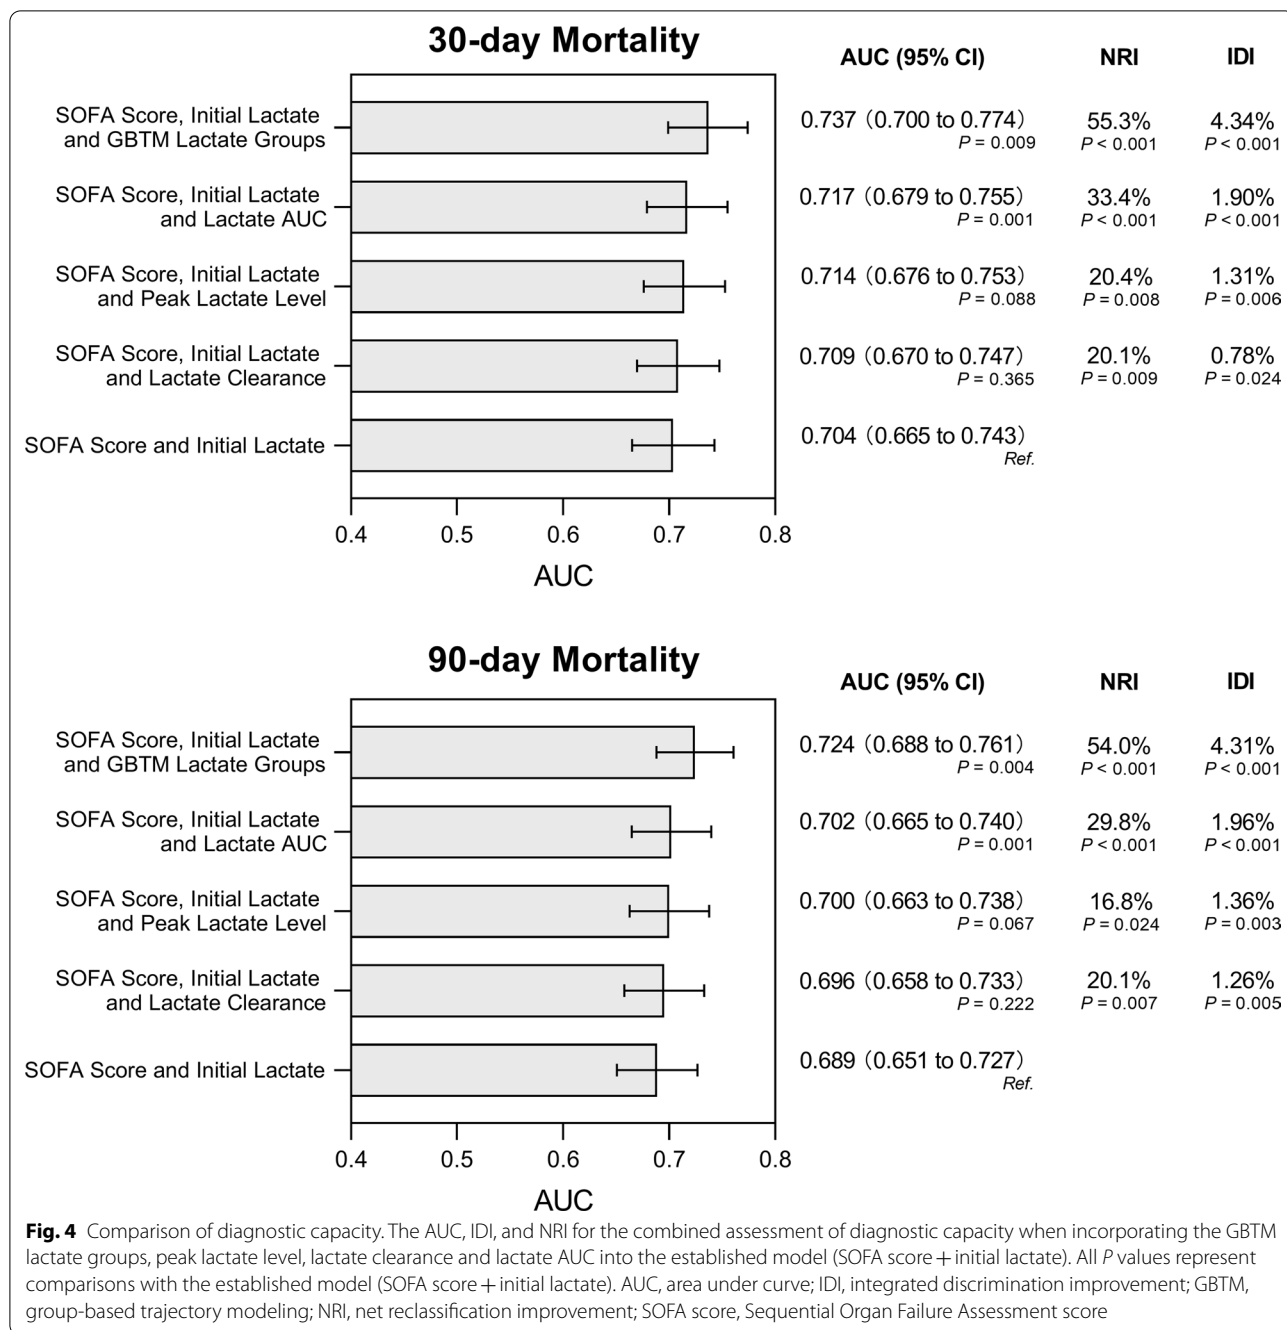 30-day Mortality
AUC (95% CI) NRI IDI
SOFA Score, Initial Lactate
and GBTM Lactate Groups
0.737 (0.700 to 0.774) 55.3% 4.34%
P = 0.009 P < 0.001 P < 0.001
SOFA Score, Initial Lactate
and Lactate AUC
0.717 (0.679 to 0.755) 33.4% 1.90%
P = 0.001 P < 0.001 P < 0.001
SOFA Score, Initial Lactate
and Peak Lactate Level
0.714 (0.676 to 0.753) 20.4% 1.31%
P = 0.088 P = 0.008 P = 0.006
SOFA Score, Initial Lactate
and Lactate Clearance
0.709 (0.670 to 0.747) 20.1% 0.78%
P = 0.365 P = 0.009 P = 0.024
SOFA Score and Initial Lactate
0.704 (0.665 to 0.743)
Ref.
0.4 0.5 0.6 0.7 0.8
AUC
90-day Mortality
AUC (95% CI) NRI IDI
SOFA Score, Initial Lactate
and GBTM Lactate Groups
0.724 (0.688 to 0.761) 54.0% 4.31%
P = 0.004 P < 0.001 P < 0.001
SOFA Score, Initial Lactate
and Lactate AUC
0.702 (0.665 to 0.740) 29.8% 1.96%
P = 0.001 P < 0.001 P < 0.001
SOFA Score, Initial Lactate
and Peak Lactate Level
0.700 (0.663 to 0.738) 16.8% 1.36%
P = 0.067 P = 0.024 P = 0.003
SOFA Score, Initial Lactate
and Lactate Clearance
0.696 (0.658 to 0.733) 20.1% 1.26%
P = 0.222 P = 0.007 P = 0.005
SOFA Score and Initial Lactate
0.689 (0.651 to 0.727)
Ref.
0.4 0.5 0.6 0.7 0.8
AUC
Fig. 4 Comparison of diagnostic capacity. The AUC, IDI, and NRI for the combined assessment of diagnostic capacity when incorporating the GBTM
lactate groups, peak lactate level, lactate clearance and lactate AUC into the established model (SOFA score + initial lactate). All P values represent
comparisons with the established model (SOFA score + initial lactate). AUC, area under curve; IDI, integrated discrimination improvement; GBTM,
group-based trajectory modeling; NRI, net reclassification improvement; SOFA score, Sequential Organ Failure Assessment score